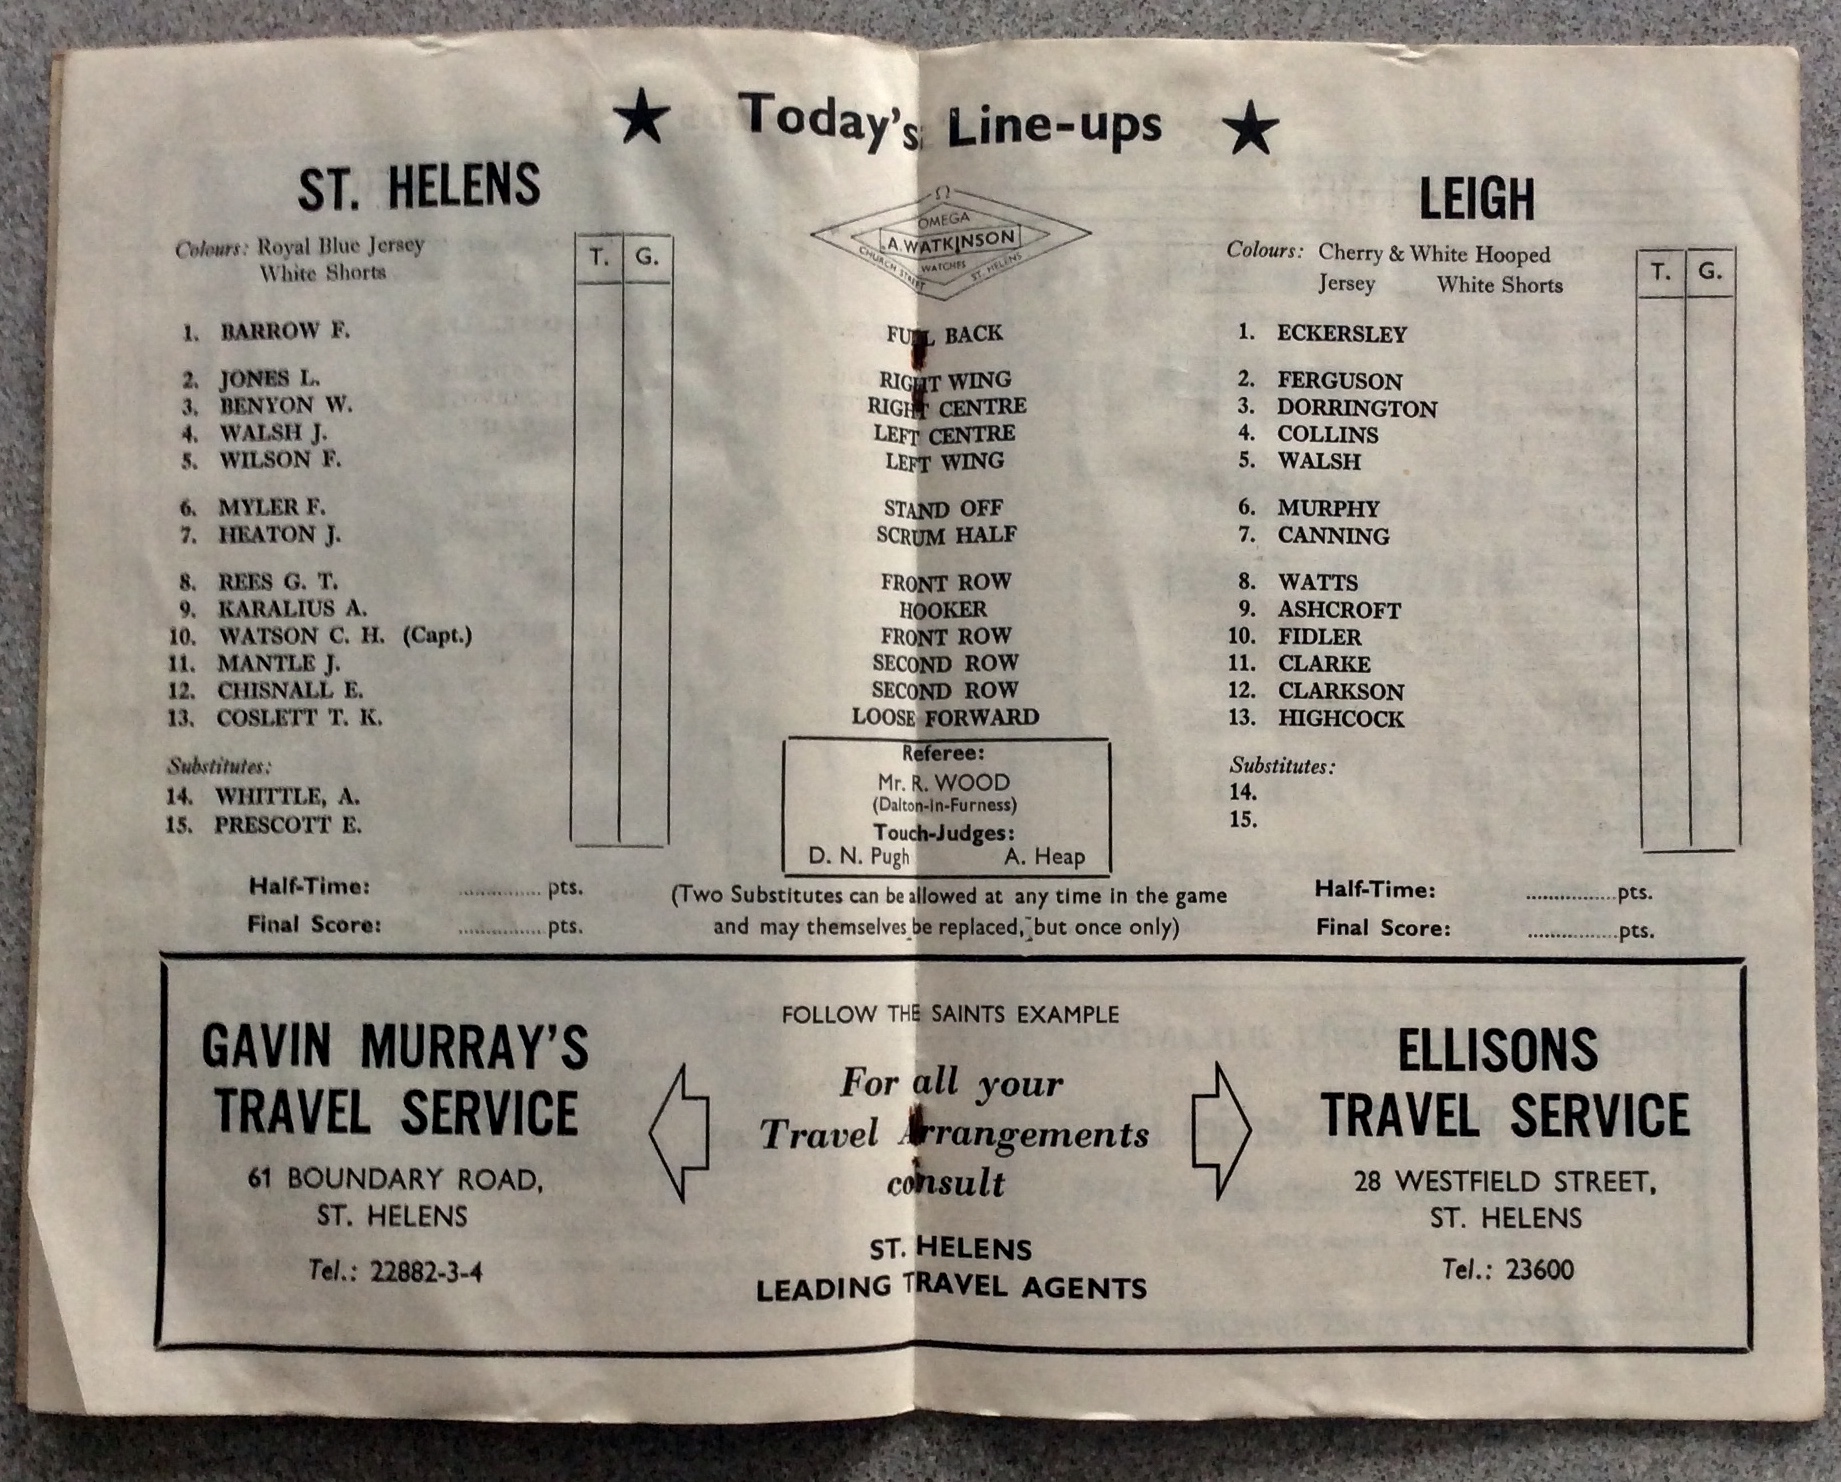 ★ Today's Line-ups ★
ST. HELENS
Colours: Royal Blue Jersey
White Shorts
T. G.
1. BARROW F.
2. JONES L.
3. BENYON W.
4. WALSH J.
5. WILSON F.
6. MYLER F.
7. HEATON J.
8. REES G. T.
9. KARALIUS A.
10. WATSON C. H. (Capt.)
11. MANTLE J.
12. CHISNALL E.
13. COSLETT T. K.
Substitutes:
14. WHITTLE, A.
15. PRESCOTT E.
Half-Time: ............. pts.
Final Score: ............. pts.
Ω
OMEGA
A. WATKINSON
WATCHES
CHURCH STREET ST. HELENS
FULL BACK
RIGHT WING
RIGHT CENTRE
LEFT CENTRE
LEFT WING
STAND OFF
SCRUM HALF
FRONT ROW
HOOKER
FRONT ROW
SECOND ROW
SECOND ROW
LOOSE FORWARD
Referee:
Mr. R. WOOD
(Dalton-in-Furness)
Touch-Judges:
D. N. Pugh A. Heap
(Two Substitutes can be allowed at any time in the game
and may themselves be replaced, but once only)
LEIGH
Colours: Cherry & White Hooped
Jersey White Shorts
T. G.
1. ECKERSLEY
2. FERGUSON
3. DORRINGTON
4. COLLINS
5. WALSH
6. MURPHY
7. CANNING
8. WATTS
9. ASHCROFT
10. FIDLER
11. CLARKE
12. CLARKSON
13. HIGHCOCK
Substitutes:
14.
15.
Half-Time: ................pts.
Final Score: ................pts.
GAVIN MURRAY'S
TRAVEL SERVICE
61 BOUNDARY ROAD,
ST. HELENS
Tel.: 22882-3-4
FOLLOW THE SAINTS EXAMPLE
For all your
Travel Arrangements
consult
ST. HELENS
LEADING TRAVEL AGENTS
ELLISONS
TRAVEL SERVICE
28 WESTFIELD STREET,
ST. HELENS
Tel.: 23600